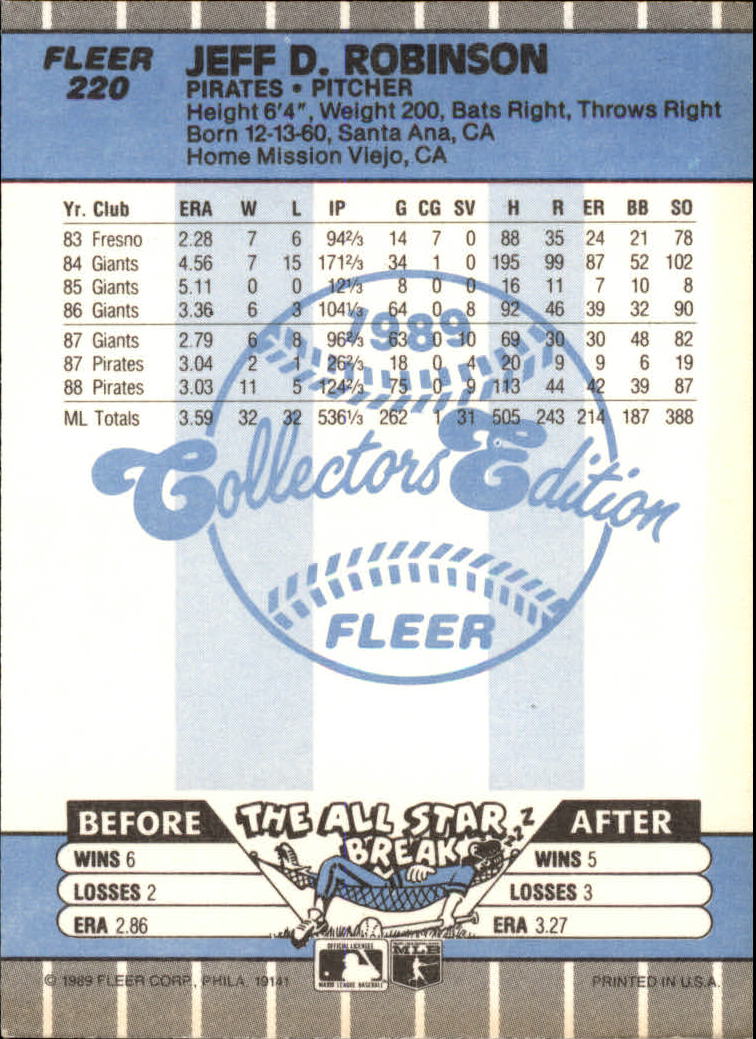 FLEER JEFF D. ROBINSON
220 PIRATES • PITCHER
Height 6'4", Weight 200, Bats Right, Throws Right
Born 12-13-60, Santa Ana, CA
Home Mission Viejo, CA
Yr. Club ERA W L IP G CG SV H R ER BB SO
83 Fresno 2.28 7 6 94⅔ 14 7 0 88 35 24 21 78
84 Giants 4.56 7 15 171⅔ 34 1 0 195 99 87 52 102
85 Giants 5.11 0 0 12⅓ 8 0 0 16 11 7 10 8
86 Giants 3.36 6 3 104⅓ 64 0 8 92 46 39 32 90
87 Giants 2.79 6 8 96⅔ 63 0 10 69 30 30 48 82
87 Pirates 3.04 2 1 26⅔ 18 0 4 20 9 9 6 19
88 Pirates 3.03 11 5 124⅔ 75 0 9 113 44 42 39 87
ML Totals 3.59 32 32 536⅓ 262 1 31 505 243 214 187 388
1989
Collectors Edition
FLEER
BEFORE THE ALL STAR BREAK zzZ AFTER
WINS 6 WINS 5
LOSSES 2 LOSSES 3
ERA 2.86 ERA 3.27
OFFICIAL LICENSEE
MAJOR LEAGUE BASEBALL
© 1989 FLEER CORP., PHILA. 19141 PRINTED IN U.S.A.